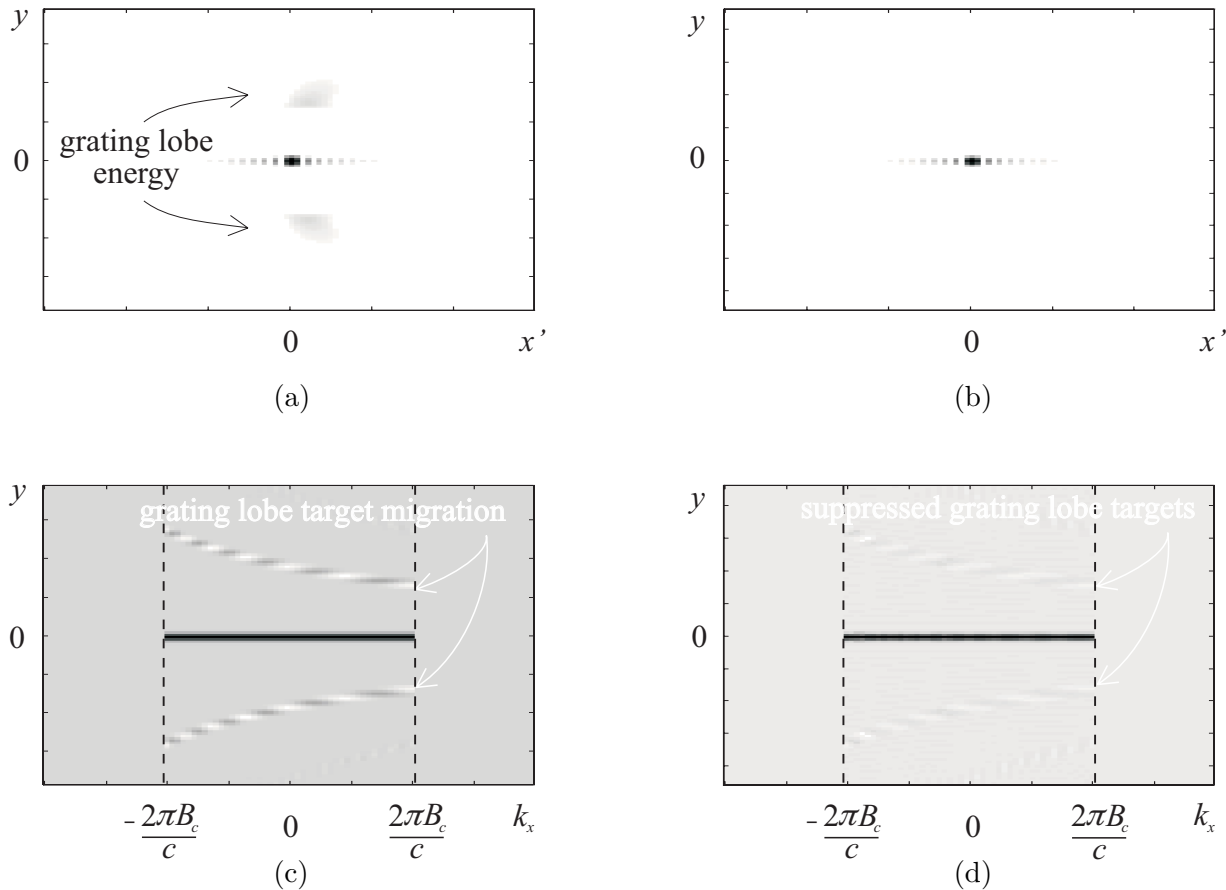 y
grating lobe
energy
0
0
x’
(a)
y
0
0
x’
(b)
y
grating lobe target migration
0
- 2πB_c / c
0
2πB_c / c
k_x
(c)
y
suppressed grating lobe targets
0
- 2πB_c / c
0
2πB_c / c
k_x
(d)